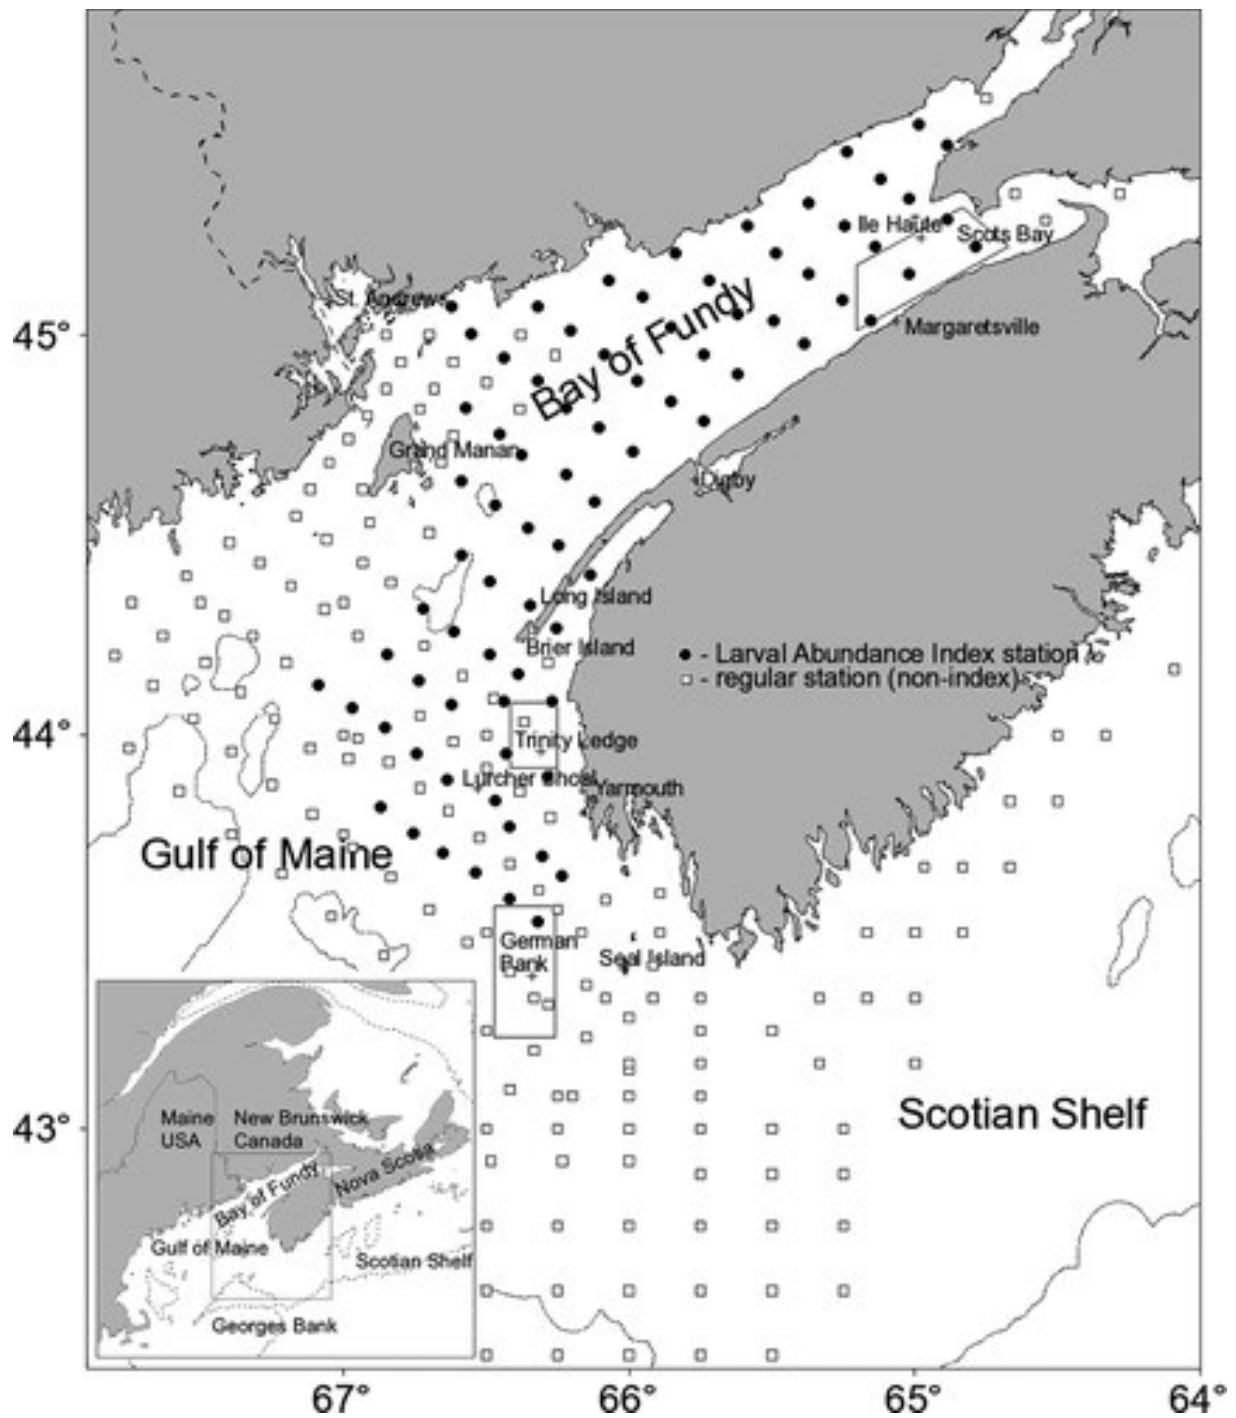 Ile Haute
Scots Bay
St. Andrews
Bay of Fundy
45°
Margaretsville
Grand Manan
Digby
Long Island
Brier Island
- Larval Abundance Index station
- regular station (non-index)
44°
Trinity Ledge
Lurcher Shoal
Yarmouth
Gulf of Maine
German
Bank
Seal Island
Maine
USA
New Brunswick
Canada
Bay of Fundy
Nova Scotia
Gulf of Maine
Scotian Shelf
Georges Bank
43°
Scotian Shelf
67°
66°
65°
64°